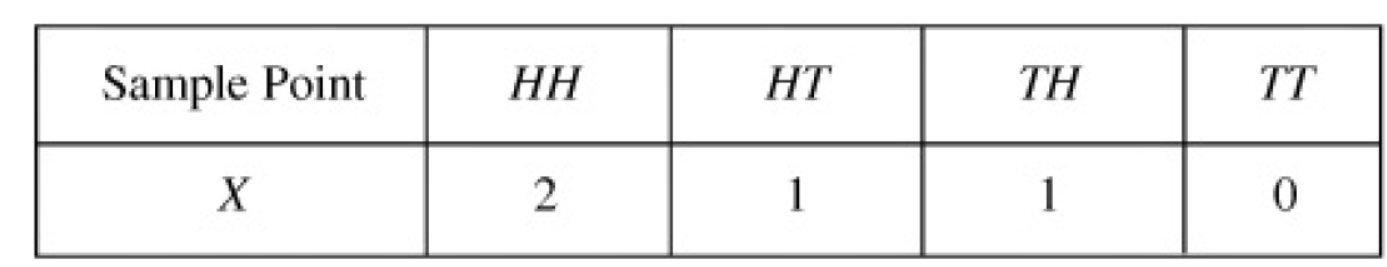 Sample Point HH HT TH TT
X 2 1 1 0